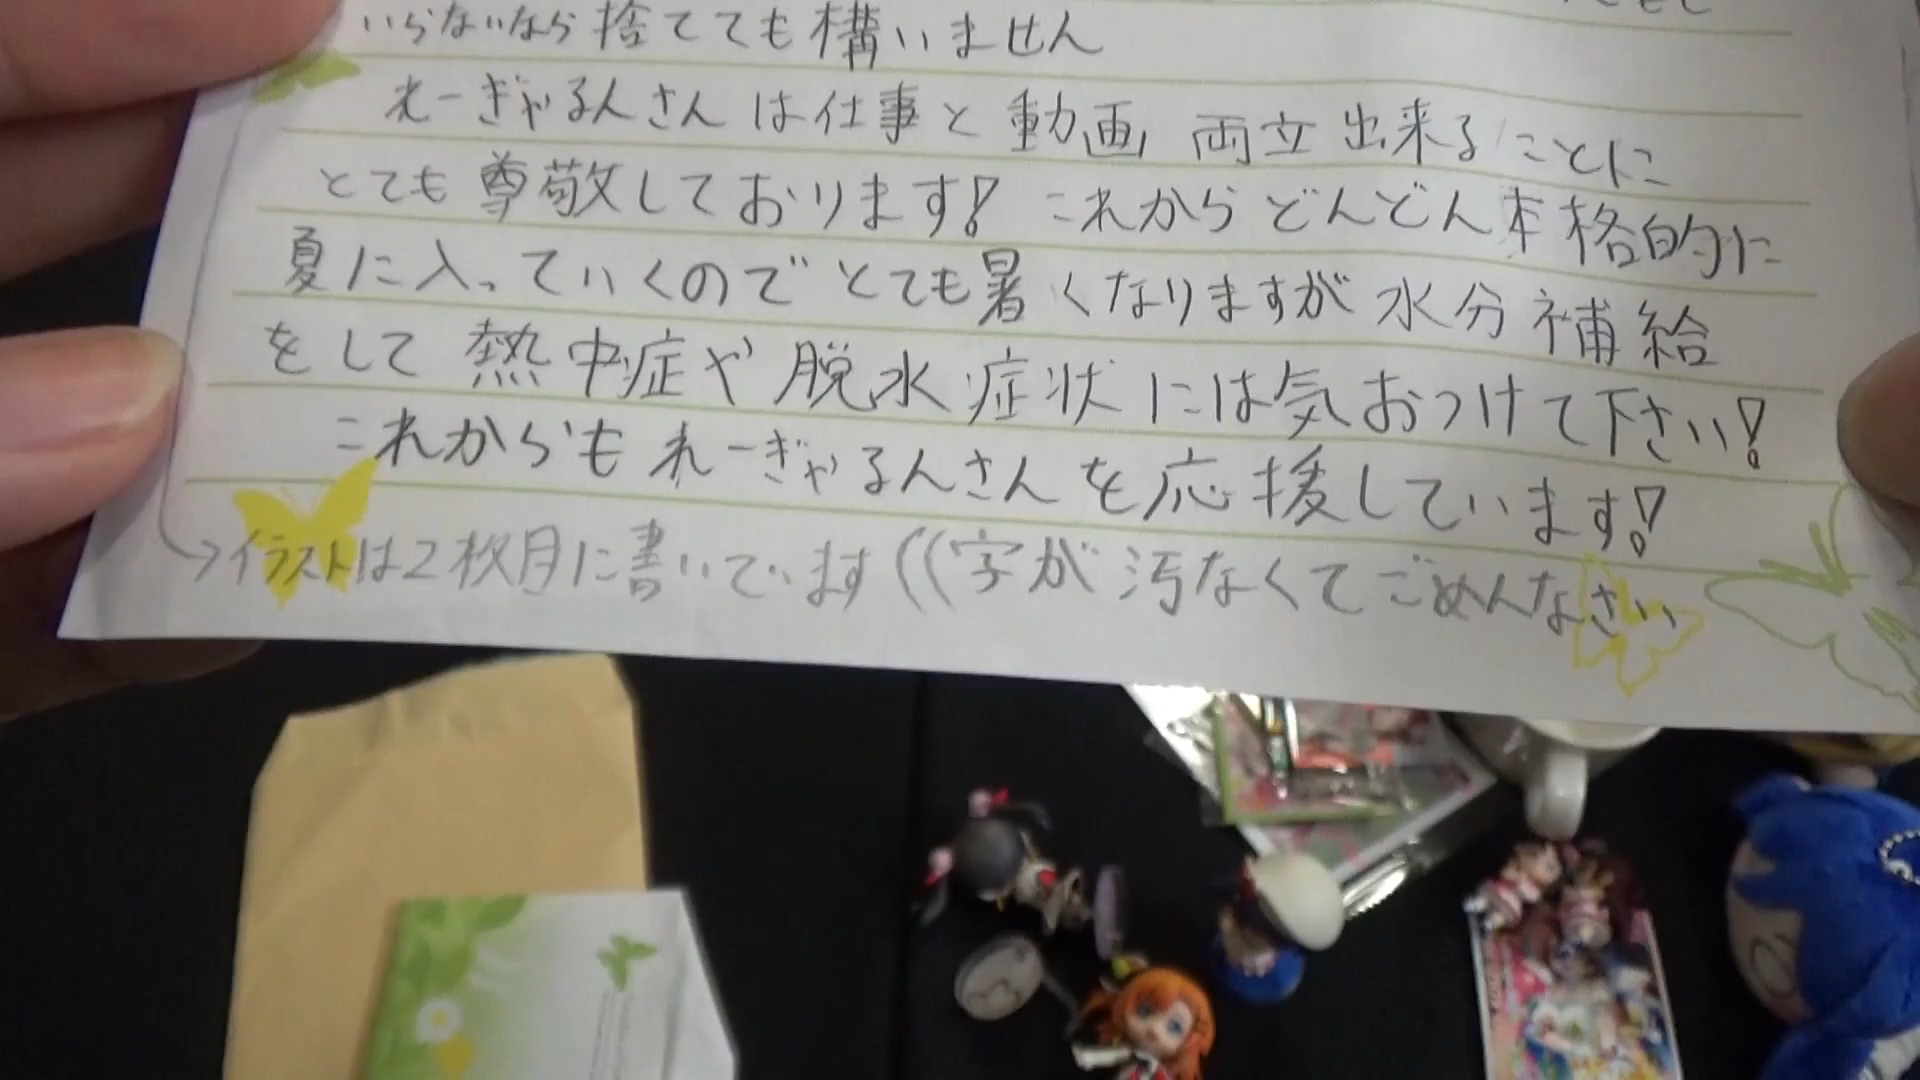 いらないなら捨てても構いません
れーぎゃるんさんは仕事と動画 両立出来ることに
とても尊敬しております! これからどんどん本格的に
夏に入っていくのでとても暑くなりますが水分補給
をして熱中症や脱水症状には気おつけて下さい!
これからもれーぎゃるんさんを応援しています!
→イラストは2枚目に書いています((字が汚なくてごめんなさい